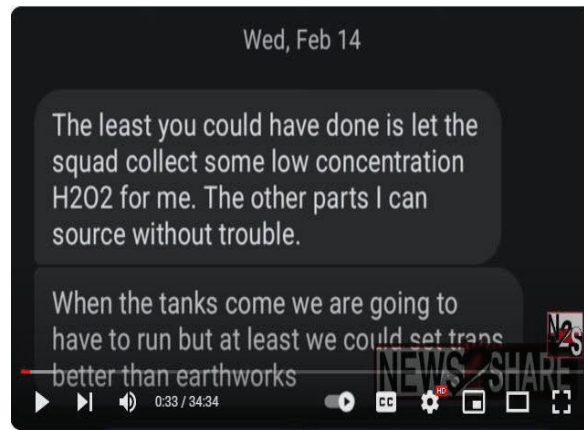 Wed, Feb 14
The least you could have done is let the
squad collect some low concentration
H2O2 for me. The other parts I can
source without trouble.
When the tanks come we are going to
have to run but at least we could set traps
better than earthworks
N2S
NEWS2SHARE
0:33 / 34:34
CC
HD